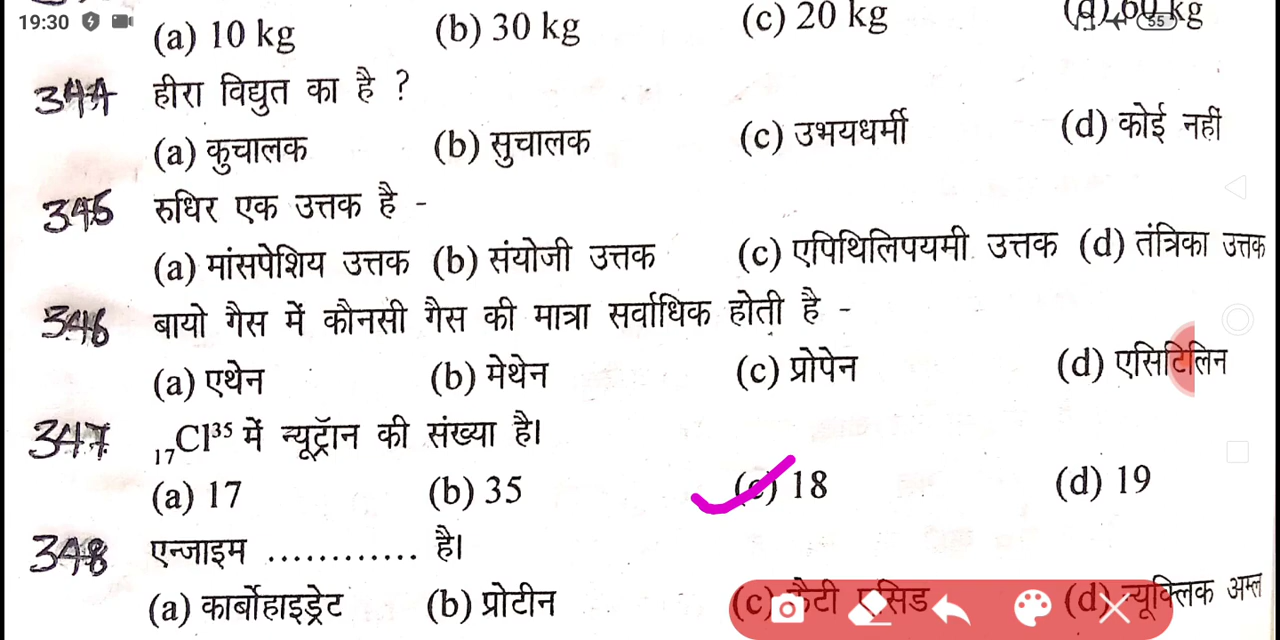 19:30
(a) 10 kg (b) 30 kg (c) 20 kg kg
344 हीरा विद्युत का है ?
(a) कुचालक (b) सुचालक (c) उभयधर्मी (d) कोई नहीं
345 रुधिर एक उत्तक है -
(a) मांसपेशिय उत्तक (b) संयोजी उत्तक (c) एपिथिलिपयमी उत्तक (d) तंत्रिका उत्तक
346 बायो गैस में कौनसी गैस की मात्रा सर्वाधिक होती है -
(a) एथेन (b) मेथेन (c) प्रोपेन (d) एसिटिलिन
347 ₁₇Cl³⁵ में न्यूट्रॉन की संख्या है।
(a) 17 (b) 35 (c) 18 (d) 19
348 एन्जाइम ............ है।
(a) कार्बोहाइड्रेट (b) प्रोटीन (c) फैटी एसिड (d) न्यूक्लिक अम्ल